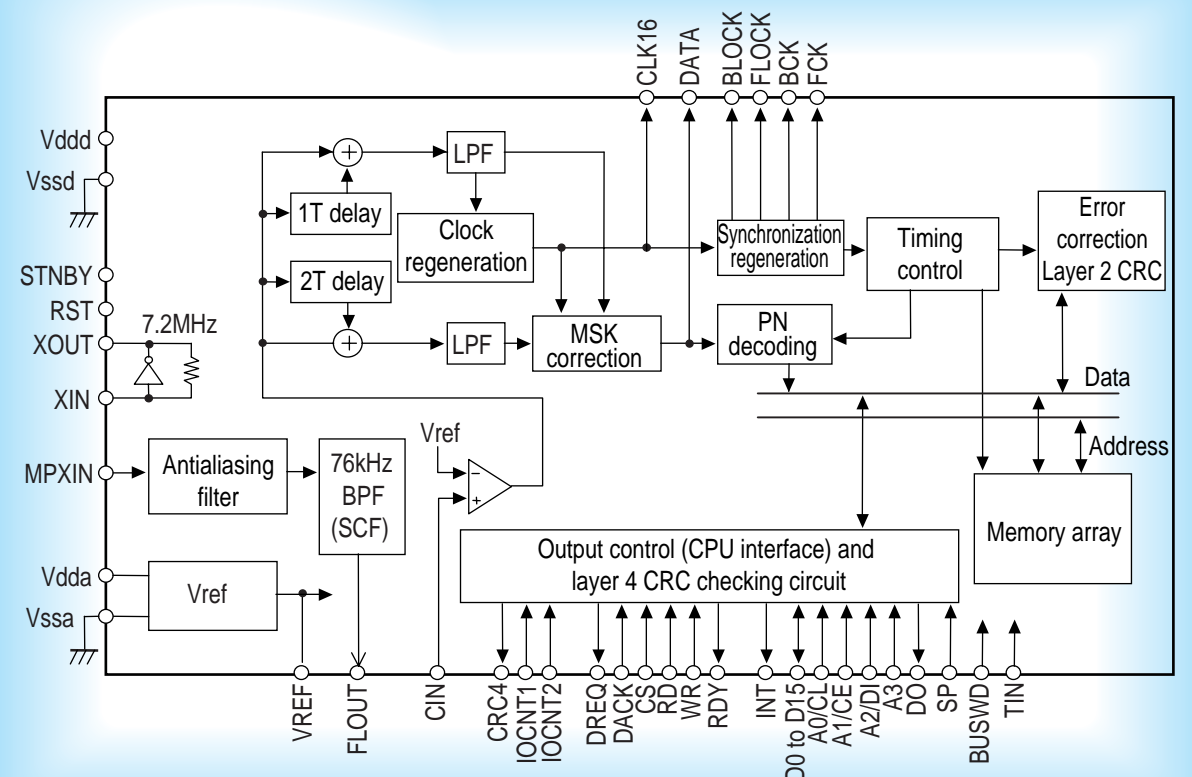 CLK16
DATA
BLOCK
FLOCK
BCK
FCK
Vddd
Vssd
STNBY
RST
XOUT
7.2MHz
XIN
MPXIN
Vdda
Vssa
+
LPF
1T delay
Clock
regeneration
2T delay
+
LPF
MSK
correction
Synchronization
regeneration
Timing
control
Error
correction
Layer 2 CRC
PN
decoding
Data
Address
Memory array
Antialiasing
filter
76kHz
BPF
(SCF)
Vref
−
+
Output control (CPU interface) and
layer 4 CRC checking circuit
Vref
VREF
FLOUT
CIN
CRC4
IOCNT1
IOCNT2
DREQ
DACK
CS
RD
WR
RDY
INT
D0 to D15
A0/CL
A1/CE
A2/DI
A3
DO
SP
BUSWD
TIN